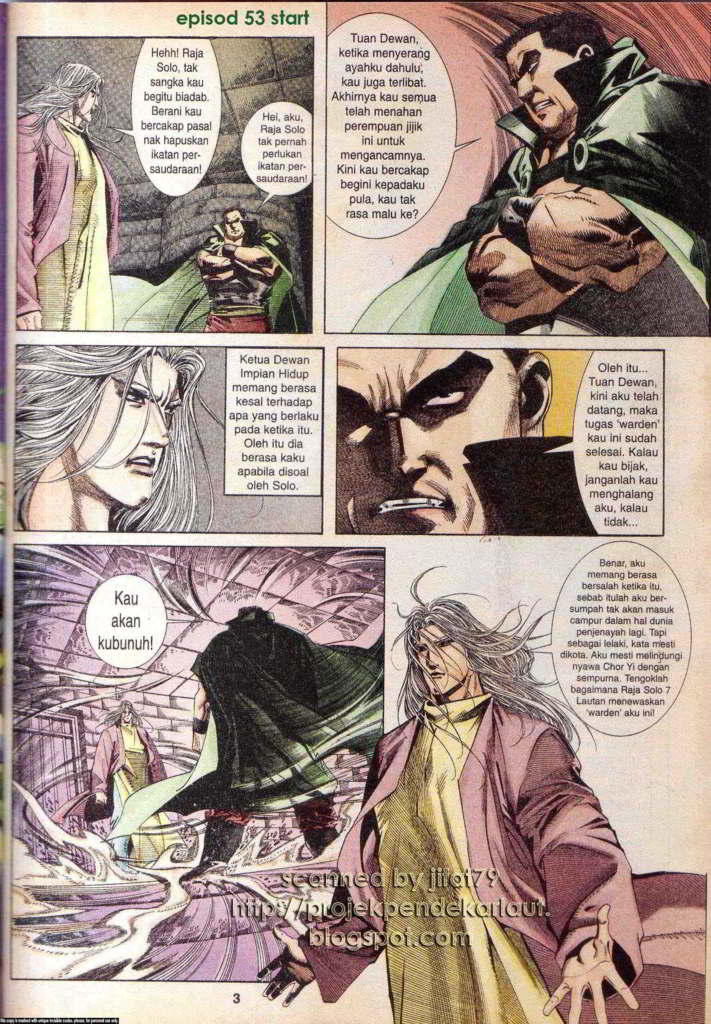 episod 53 start
Hehh! Raja
Solo, tak
sangka kau
begitu biadab.
Berani kau
bercakap pasal
nak hapuskan
ikatan per-
saudaraan!
Hei, aku,
Raja Solo
tak pernah
perlukan
ikatan per-
saudaraan!
Tuan Dewan,
ketika menyerang
ayahku dahulu,
kau juga terlibat.
Akhirnya kau semua
telah menahan
perempuan jijik
ini untuk
mengancamnya.
Kini kau bercakap
begini kepadaku
pula, kau tak
rasa malu ke?
Ketua Dewan
Impian Hidup
memang berasa
kesal terhadap
apa yang berlaku
pada ketika itu.
Oleh itu dia
berasa kaku
apabila disoal
oleh Solo.
Oleh itu...
Tuan Dewan,
kini aku telah
datang, maka
tugas 'warden'
kau ini sudah
selesai. Kalau
kau bijak,
janganlah kau
menghalang
aku, kalau
tidak...
Kau
akan
kubunuh!
Benar, aku
memang berasa
bersalah ketika itu,
sebab itulah aku ber-
sumpah tak akan masuk
campur dalam hal dunia
penjenayah lagi. Tapi
sebagai lelaki, kata mesti
dikota. Aku mesti melindungi
nyawa Chor Yi dengan
sempurna. Tengoklah
bagaimana Raja Solo 7
Lautan menewaskan
'warden' aku ini!
scanned by jifat79
https://projekpendekarlaut.
blogspot.com
3